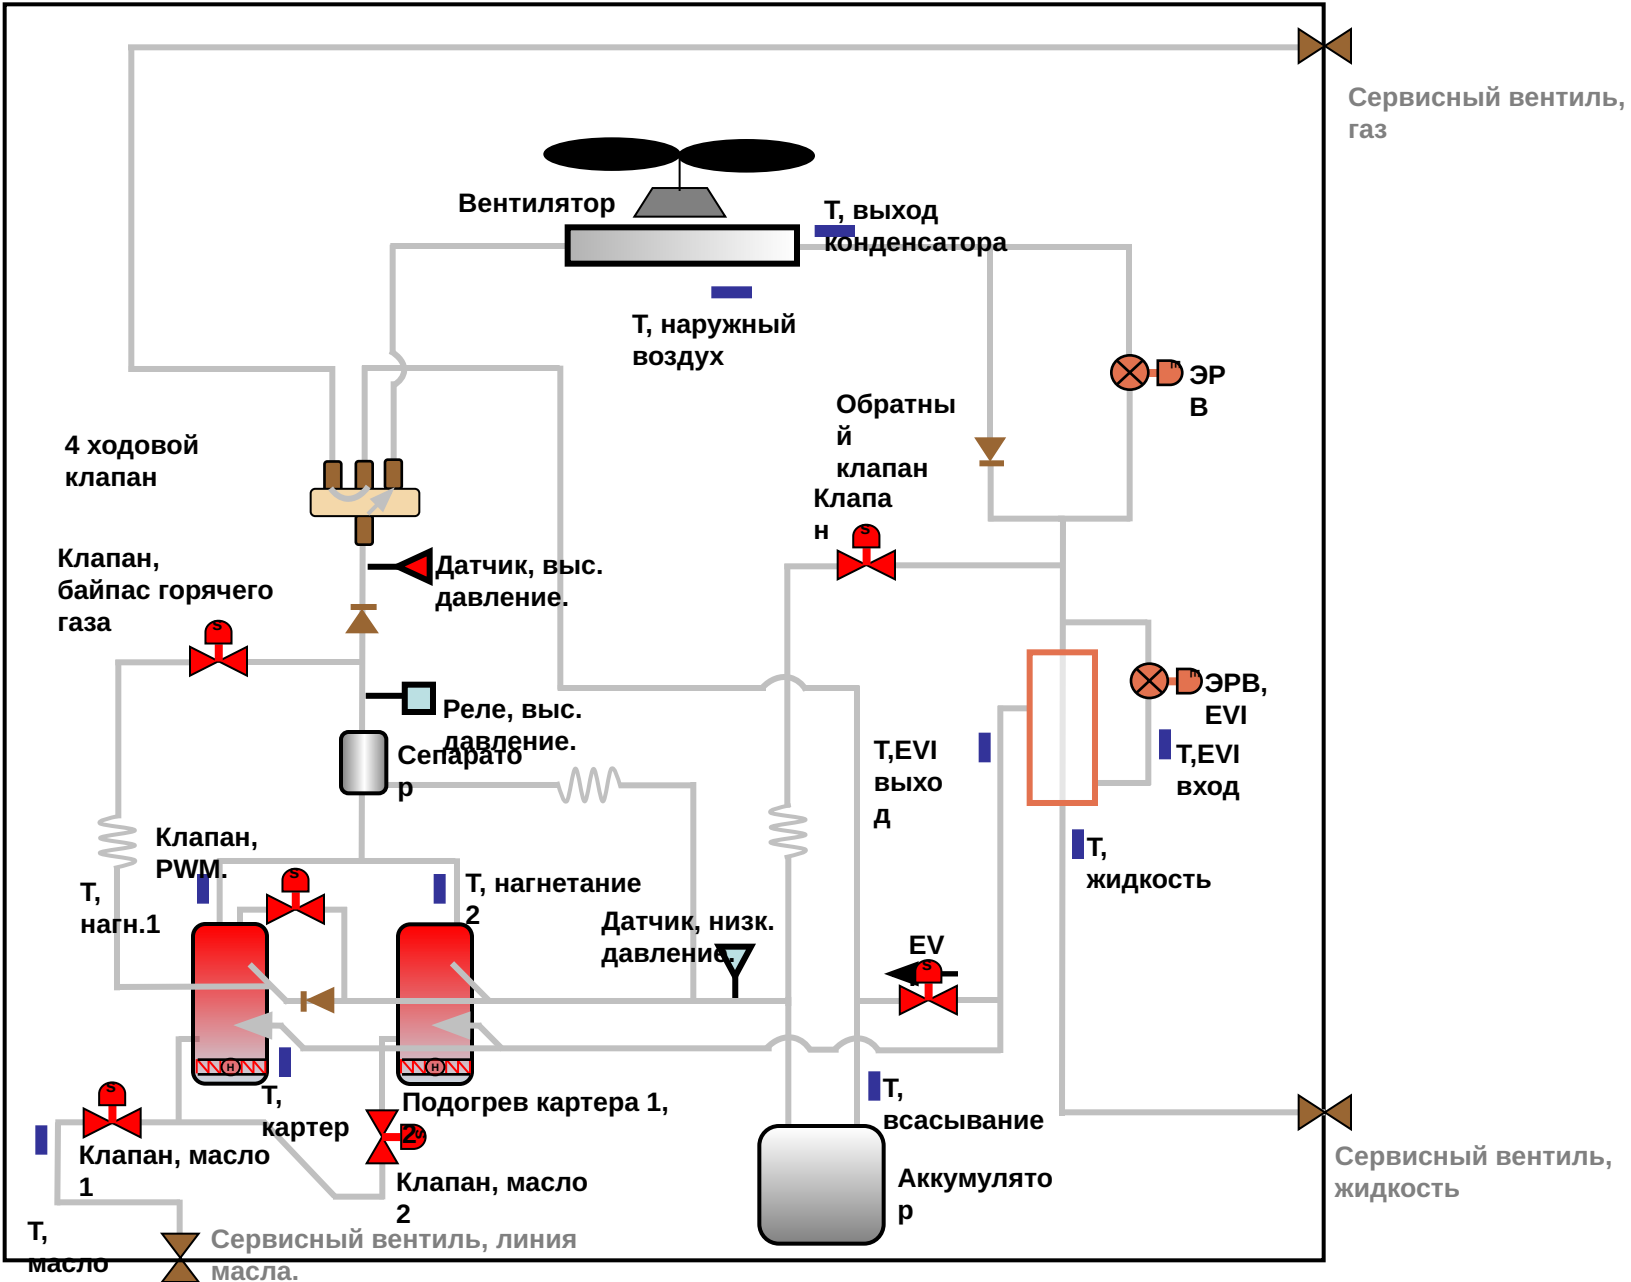 Сервисный вентиль,
газ
Вентилятор
Т, выход
конденсатора
Т, наружный
воздух
ЭР
В
Обратны
й
клапан
4 ходовой
клапан
Клапа
н
S
Клапан,
байпас горячего
газа
S
Датчик, выс.
давление.
Реле, выс.
давление.
Сепарато
р
ЭРВ,
EVI
T,EVI
выхо
д
T,EVI
вход
Клапан,
PWM.
S
Т,
нагн.1
Т, нагнетание
2
Т,
жидкость
Датчик, низк.
давление.
EV
S
H
H
Т,
картер
Подогрев картера 1,
2
S
Т,
всасывание
S
Клапан, масло
1
Клапан, масло
2
Аккумулято
р
Сервисный вентиль,
жидкость
Т,
масло
Сервисный вентиль, линия
масла.